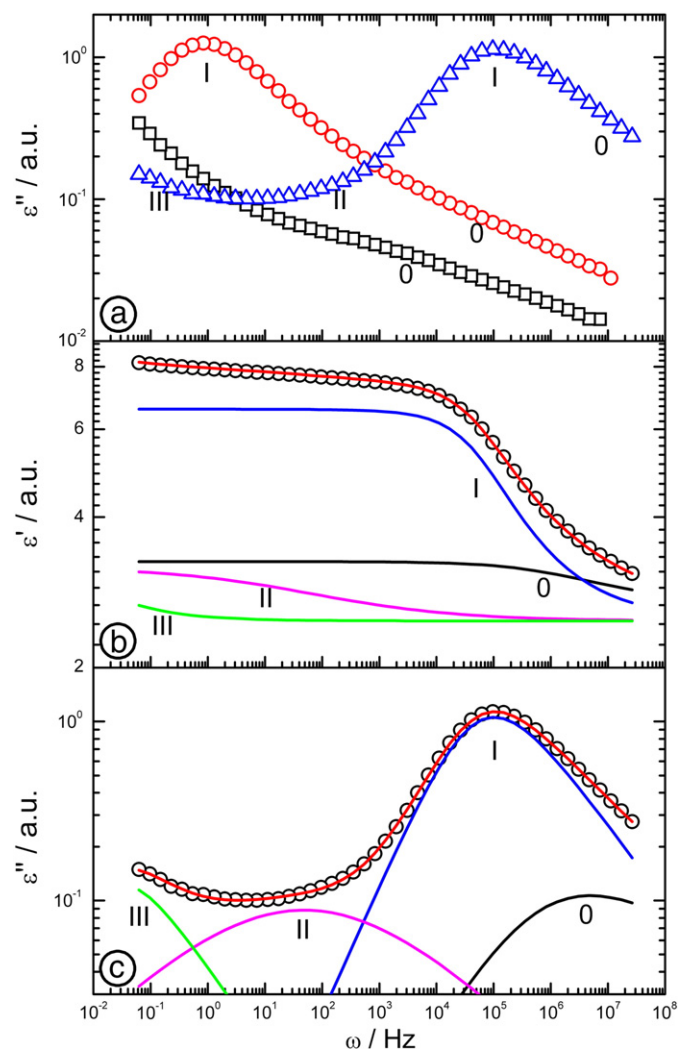 10⁰
10⁻¹
10⁻²
ε'' / a.u.
I
I
0
III
II
0
0
a
8
6
4
2
ε' / a.u.
I
0
II
III
b
10⁰
10⁻¹
ε'' / a.u.
I
III
II
0
c
10⁻² 10⁻¹ 10⁰ 10¹ 10² 10³ 10⁴ 10⁵ 10⁶ 10⁷ 10⁸
ω / Hz